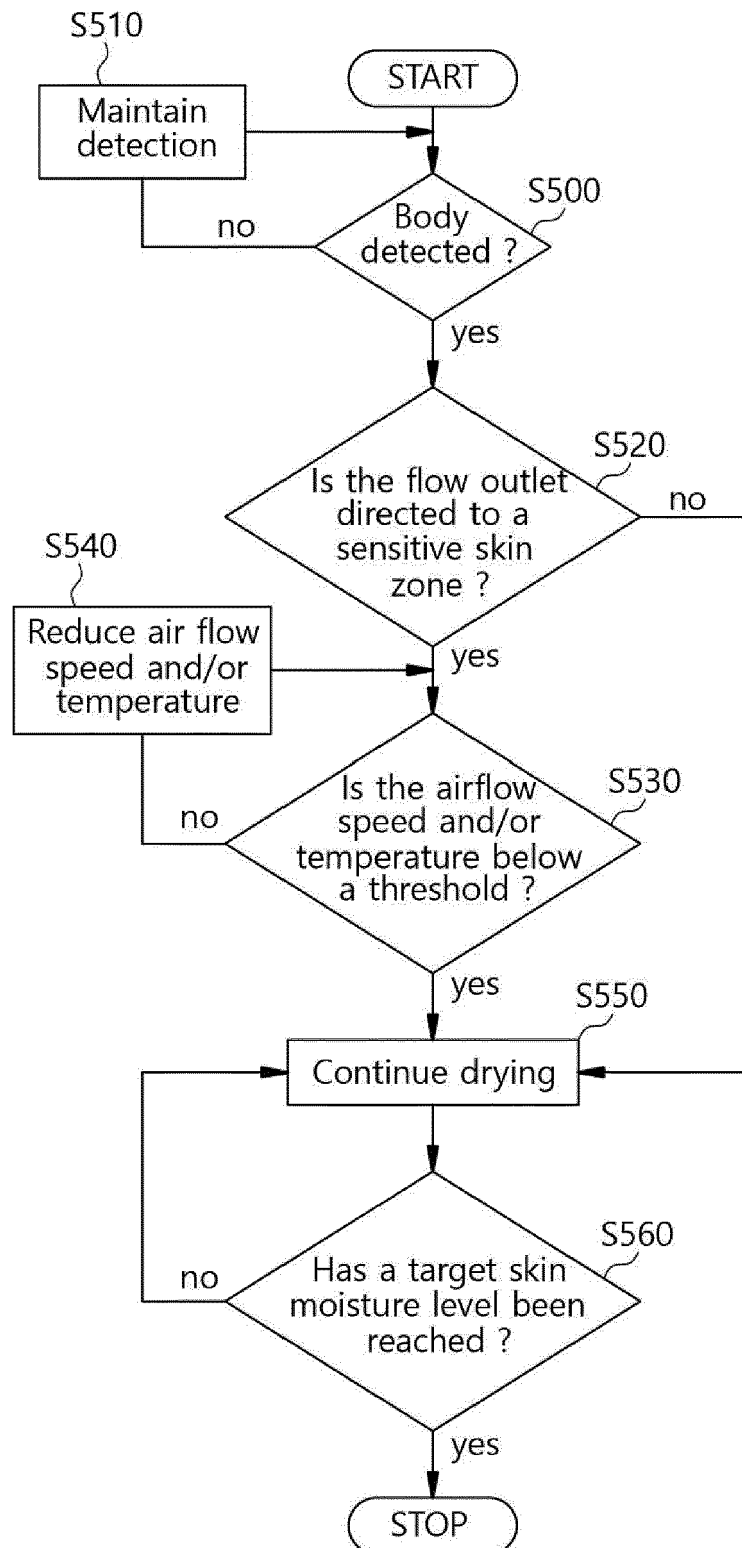 S510
START
Maintain
detection
S500
Body
detected ?
no
yes
S520
Is the flow outlet
directed to a
sensitive skin
zone ?
no
S540
yes
Reduce air flow
speed and/or
temperature
S530
Is the airflow
speed and/or
temperature below
a threshold ?
no
yes
S550
Continue drying
S560
Has a target skin
moisture level been
reached ?
no
yes
STOP